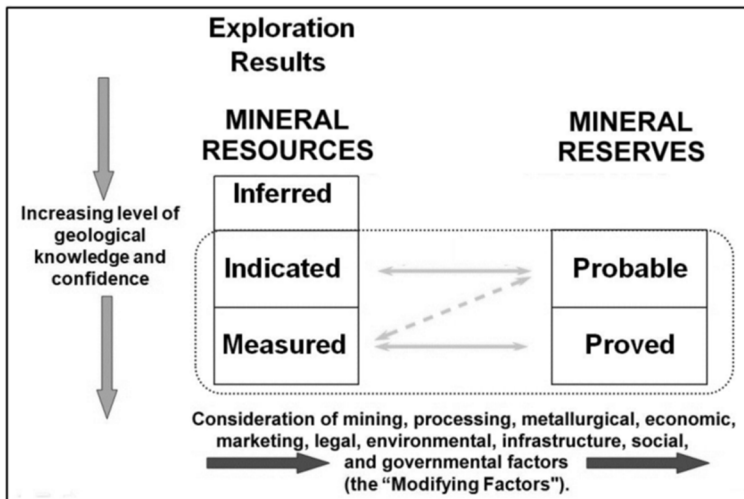 Exploration
Results
MINERAL
RESOURCES
MINERAL
RESERVES
Inferred
Increasing level of
geological
knowledge and
confidence
Indicated
Probable
Measured
Proved
Consideration of mining, processing, metallurgical, economic,
marketing, legal, environmental, infrastructure, social,
and governmental factors
(the “Modifying Factors").